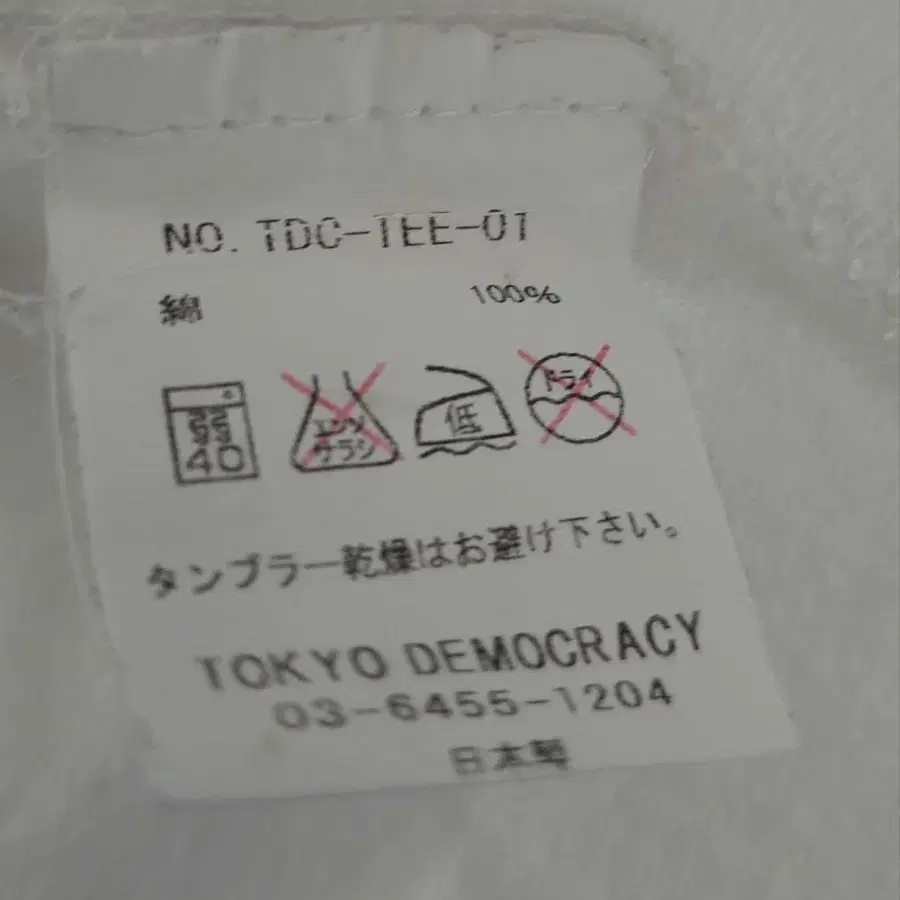 NO. TDC-TEE-01
綿 100%
40
エンソ
サラシ
低
ドライ
タンブラー乾燥はお避け下さい。
TOKYO DEMOCRACY
03-6455-1204
日本製